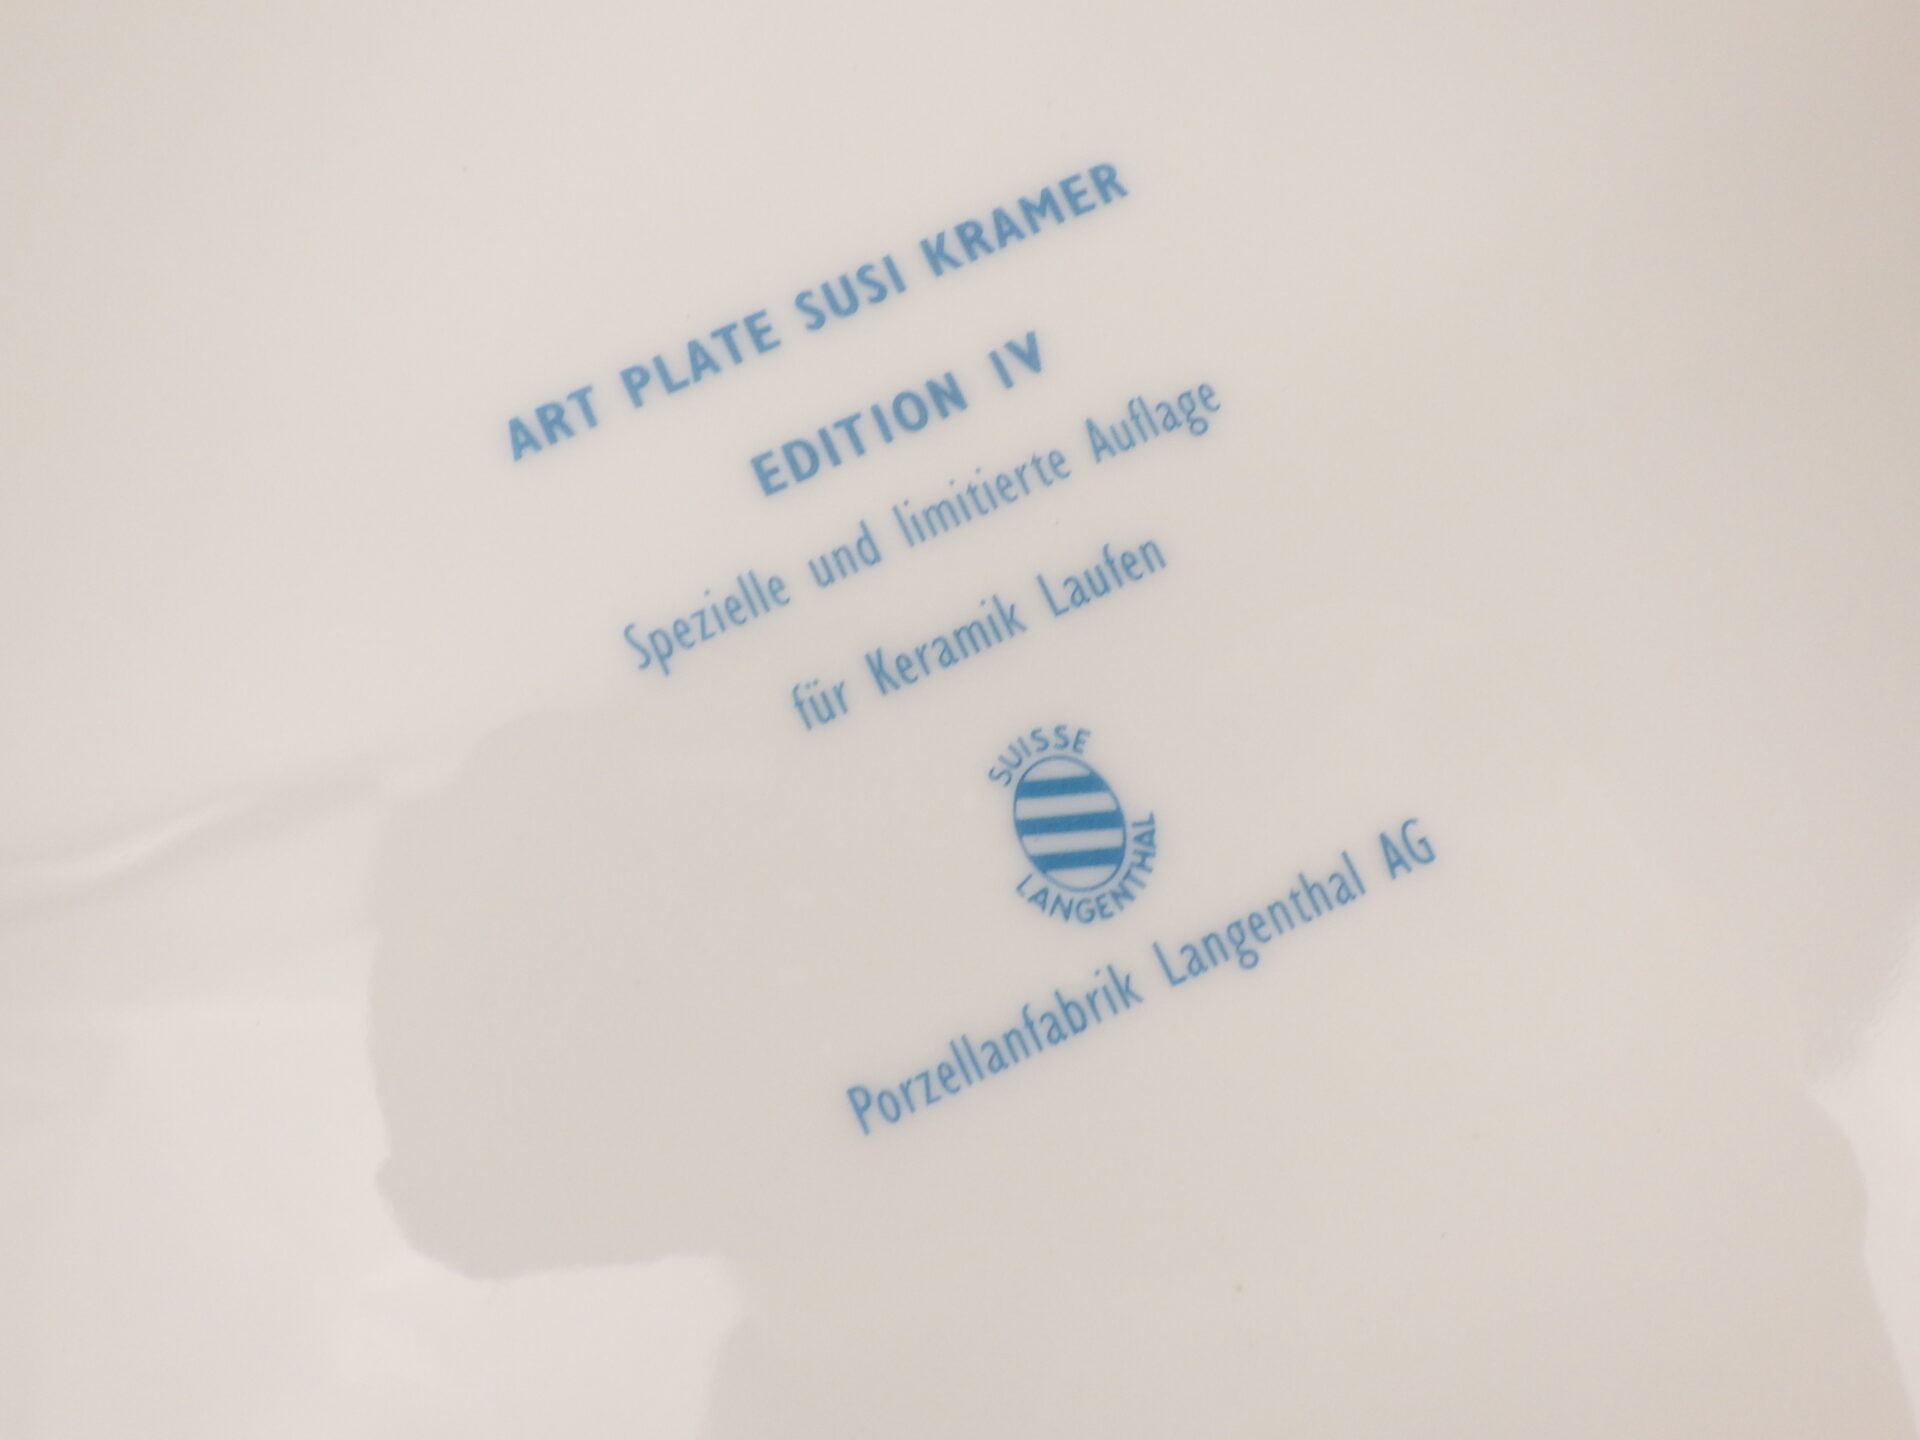 ART PLATE SUSI KRAMER
EDITION IV
Spezielle und limitierte Auflage
für Keramik Laufen
SUISSE
LANGENTHAL
Porzellanfabrik Langenthal AG